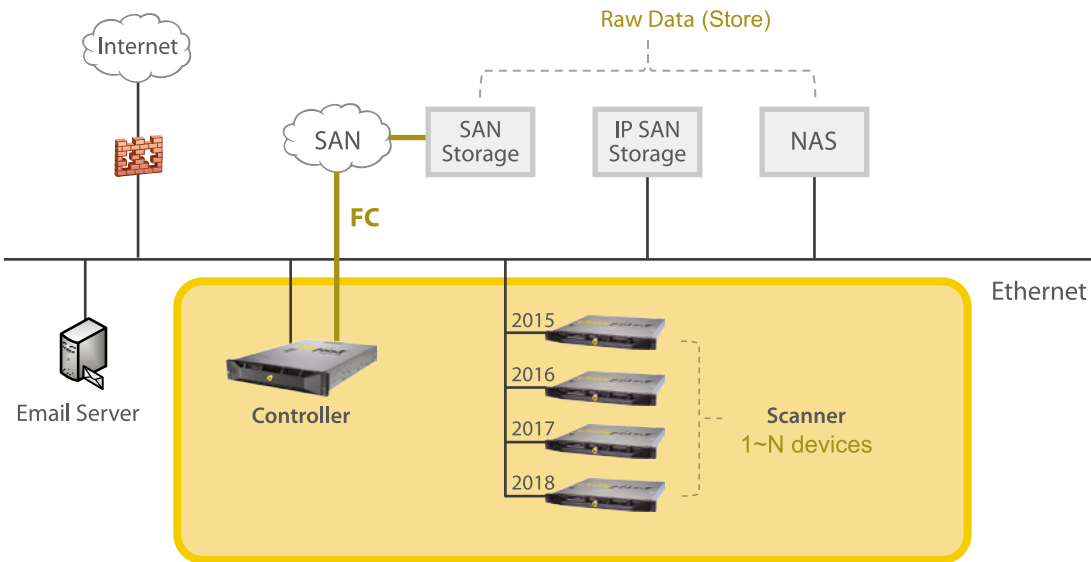 Raw Data (Store)
Internet
SAN
SAN
Storage
IP SAN
Storage
NAS
FC
Ethernet
Email Server
Controller
2015
2016
2017
2018
Scanner
1~N devices